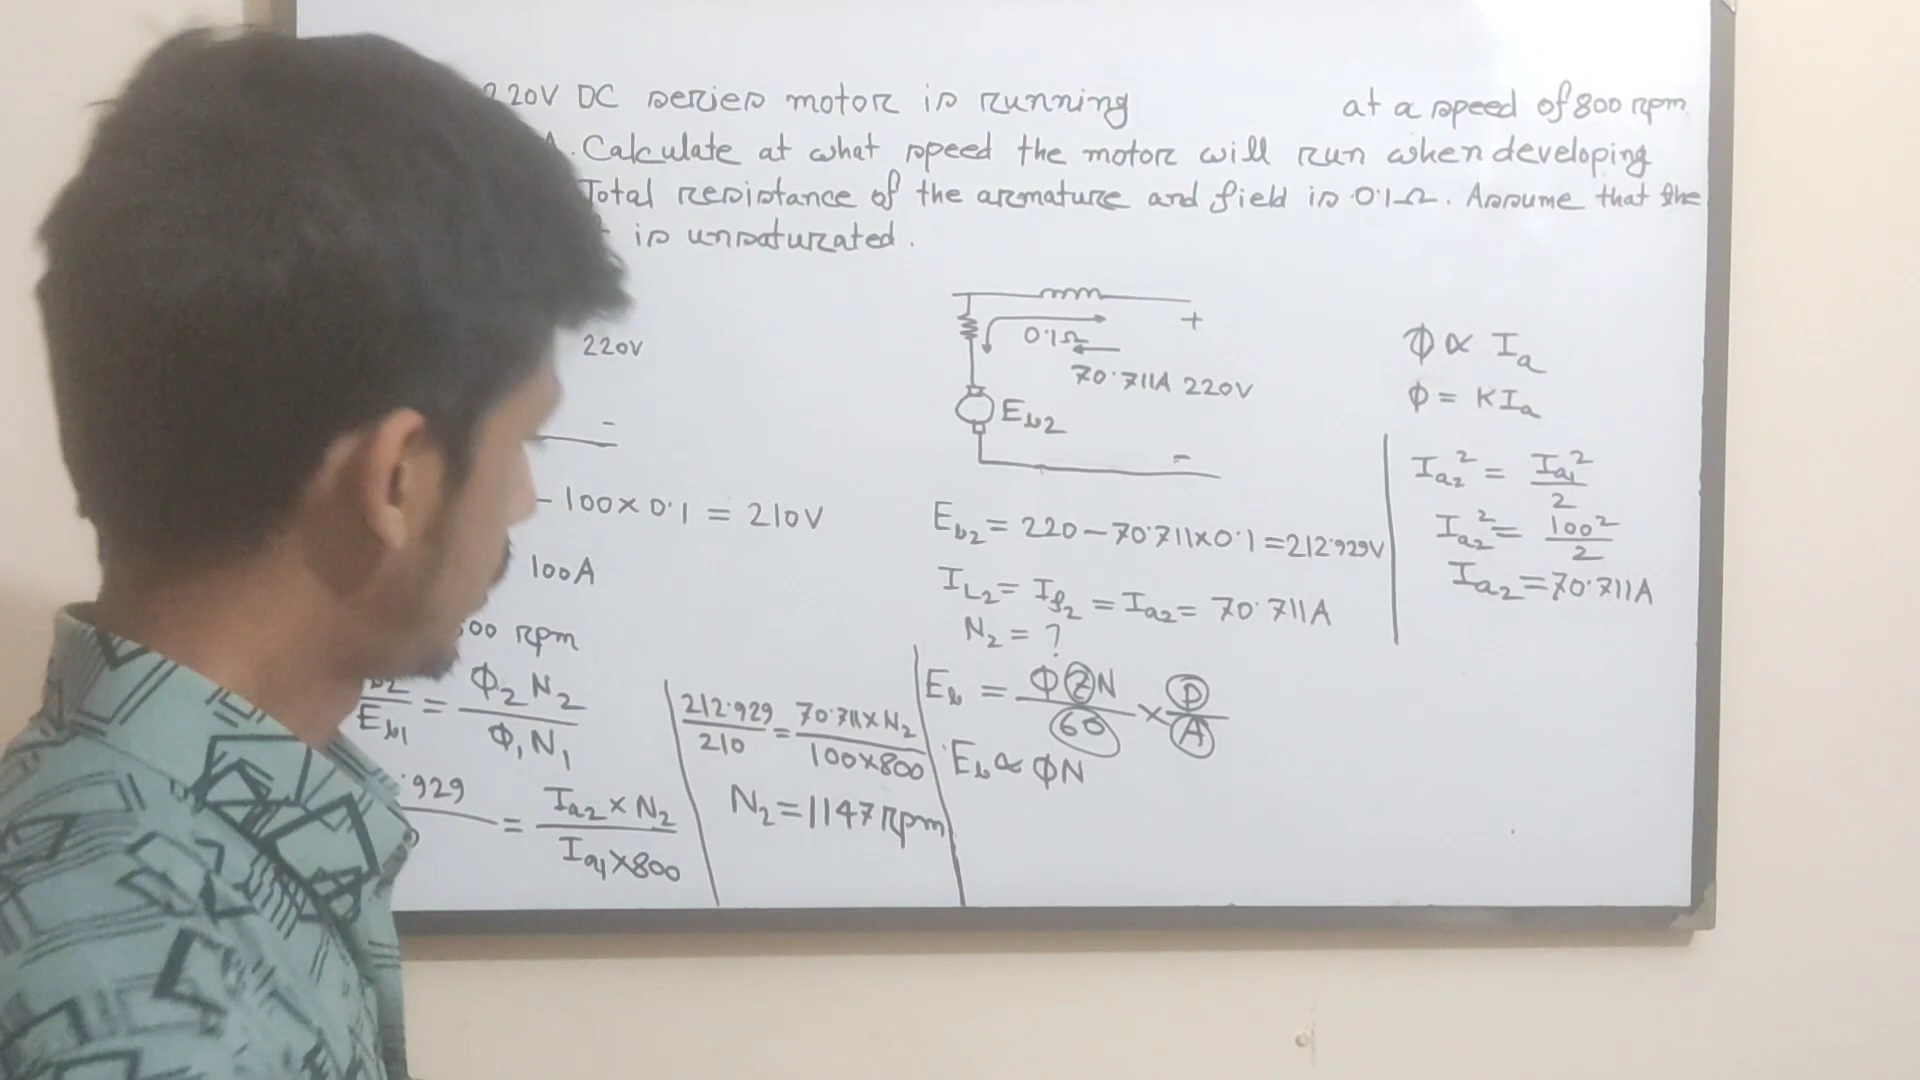 220V DC series motor is running at a speed of 800 rpm
A. Calculate at what speed the motor will run when developing
Total resistance of the armature and field is 0.1Ω. Assume that the
is unsaturated.
220V
-
- 100 × 0.1 = 210V
100A
00 rpm
b2/Eb1 = Φ2 N2/Φ1 N1
.929 = Ia2 × N2/Ia1 × 800
212.929/210 = 70.711 × N2/100 × 800
N2 = 1147 rpm
0.1Ω
+
70.711A 220V
Eb2
-
Eb2 = 220 - 70.711 × 0.1 = 212.929V
IL2 = If2 = Ia2 = 70.711A
N2 = ?
Eb = ΦZN/60 × P/A
Eb ∝ ΦN
Φ ∝ Ia
Φ = KIa
Ia2² = Ia1²/2
Ia2² = 100²/2
Ia2 = 70.711A